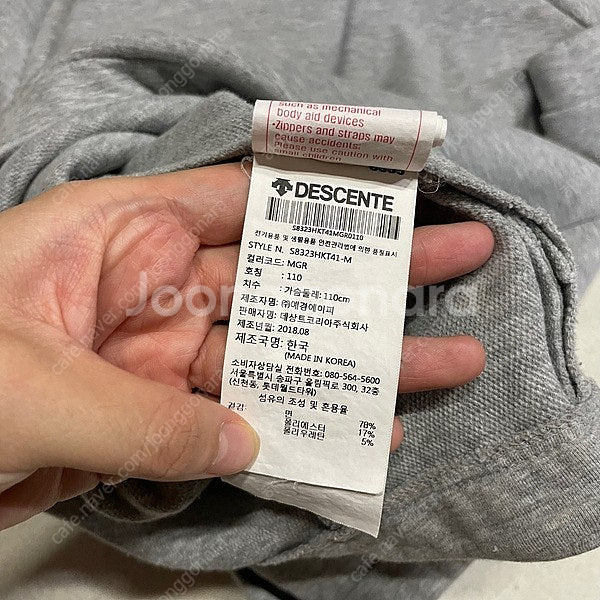 such as mechanical
body aid devices
•Zippers and straps may
cause accidents.
Please use caution with
small children
DESCENTE
S8323HKT41MGR0110
전기용품 및 생활용품 안전관리법에 의한 품질표시
STYLE N. S8323HKT41-M
컬러코드: MGR
호칭 : 110
치수 : 가슴둘레: 110cm
제조자명: ㈜예경에이피
판매자명: 데상트코리아주식회사
제조년월: 2018.08
제조국명: 한국
(MADE IN KOREA)
소비자상담실 전화번호: 080-564-5600
서울특별시 송파구 올림픽로 300, 32층
(신천동, 롯데월드타워)
섬유의 조성 및 혼용율
겉감:
면 78%
폴리에스터 17%
폴리우레탄 5%
Joonggonara